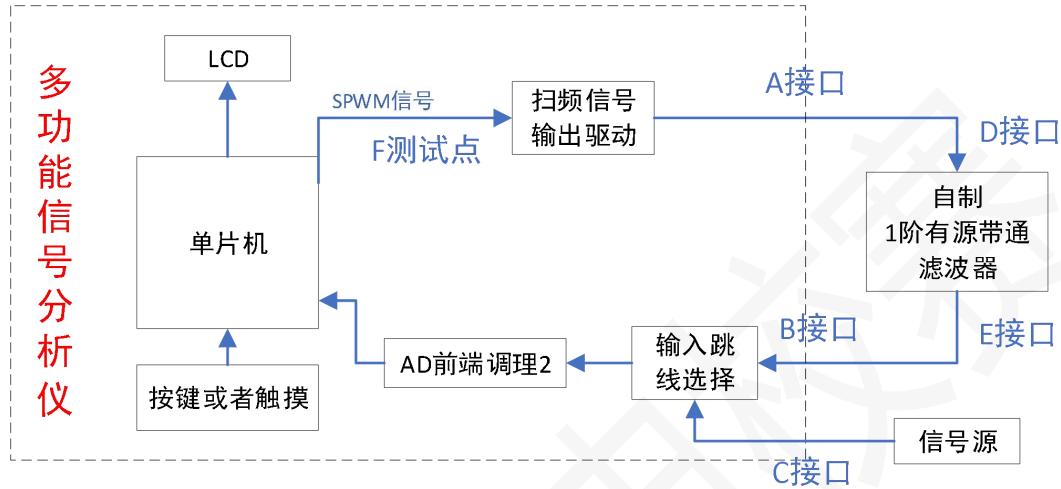 多功能信号分析仪
LCD
SPWM信号
F测试点
扫频信号
输出驱动
A接口
D接口
单片机
自制
1阶有源带通
滤波器
B接口
E接口
输入跳
线选择
AD前端调理2
按键或者触摸
信号源
C接口